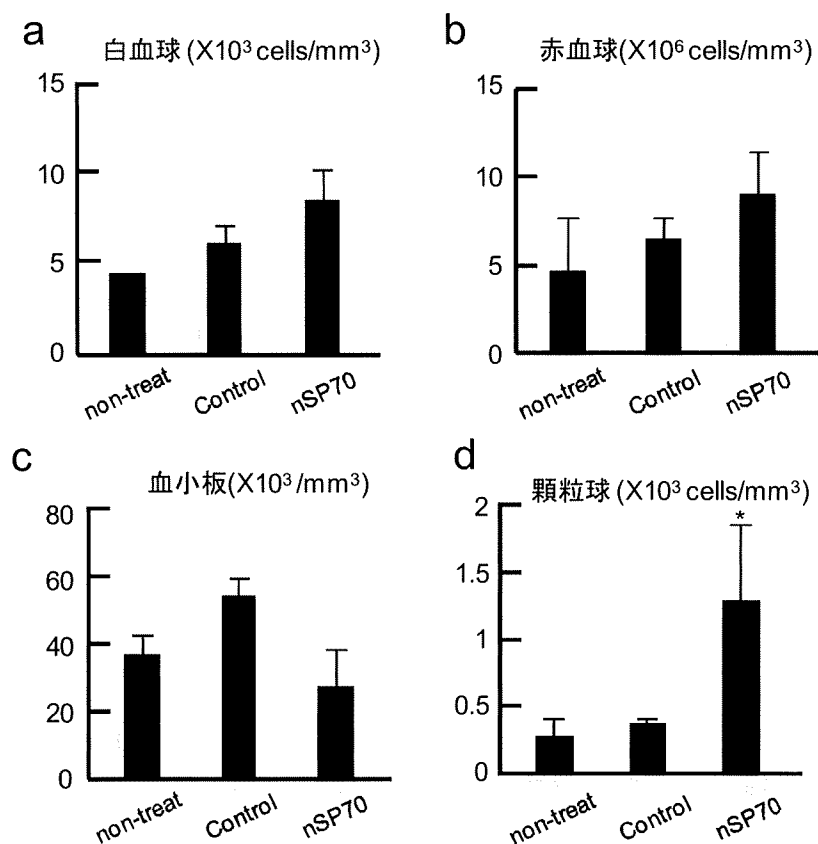 a
白血球 (X10³ cells/mm³)
15
10
5
0
non-treat
Control
nSP70
b
赤血球(X10⁶ cells/mm³)
15
10
5
0
non-treat
Control
nSP70
c
血小板(X10³ /mm³)
80
60
40
20
0
non-treat
Control
nSP70
d
顆粒球 (X10³ cells/mm³)
2
1.5
1
0.5
0
*
non-treat
Control
nSP70